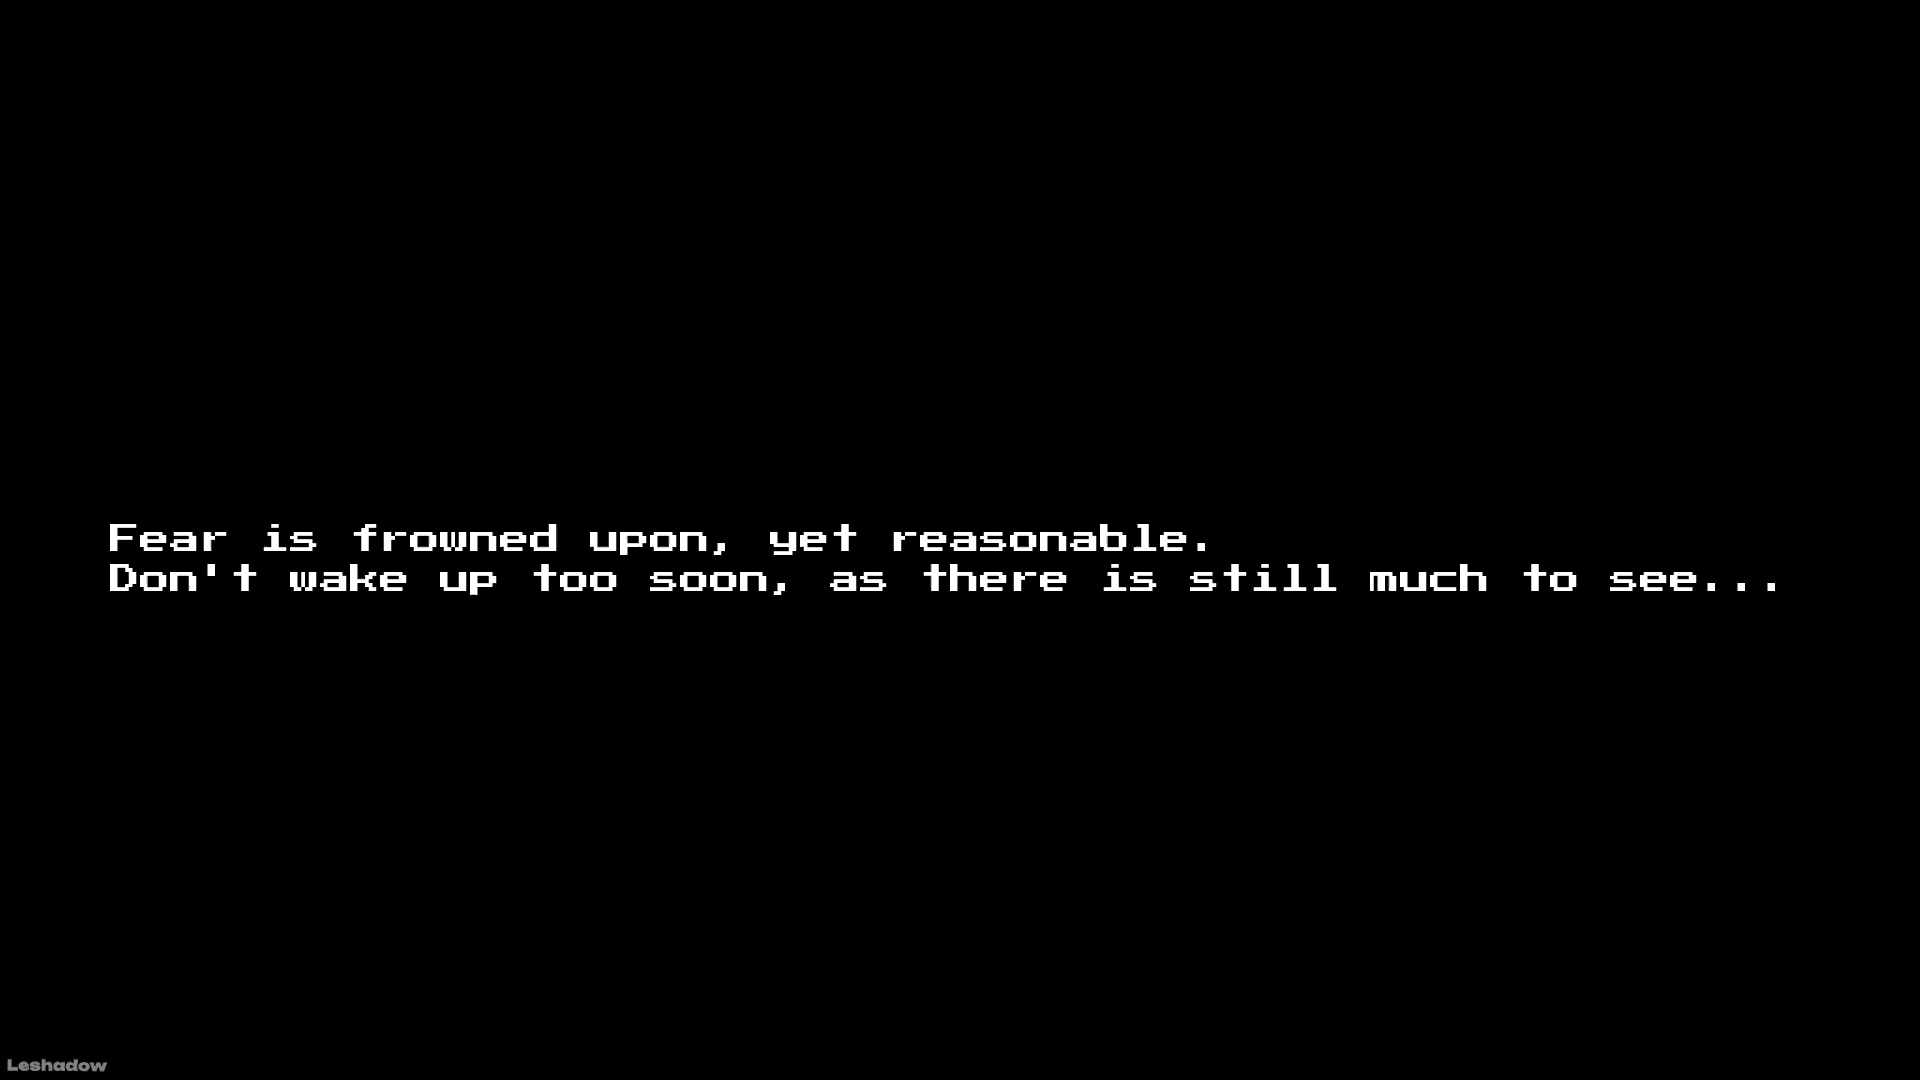 Fear is frowned upon, yet reasonable.
Don't wake up too soon, as there is still much to see...
Leshadow